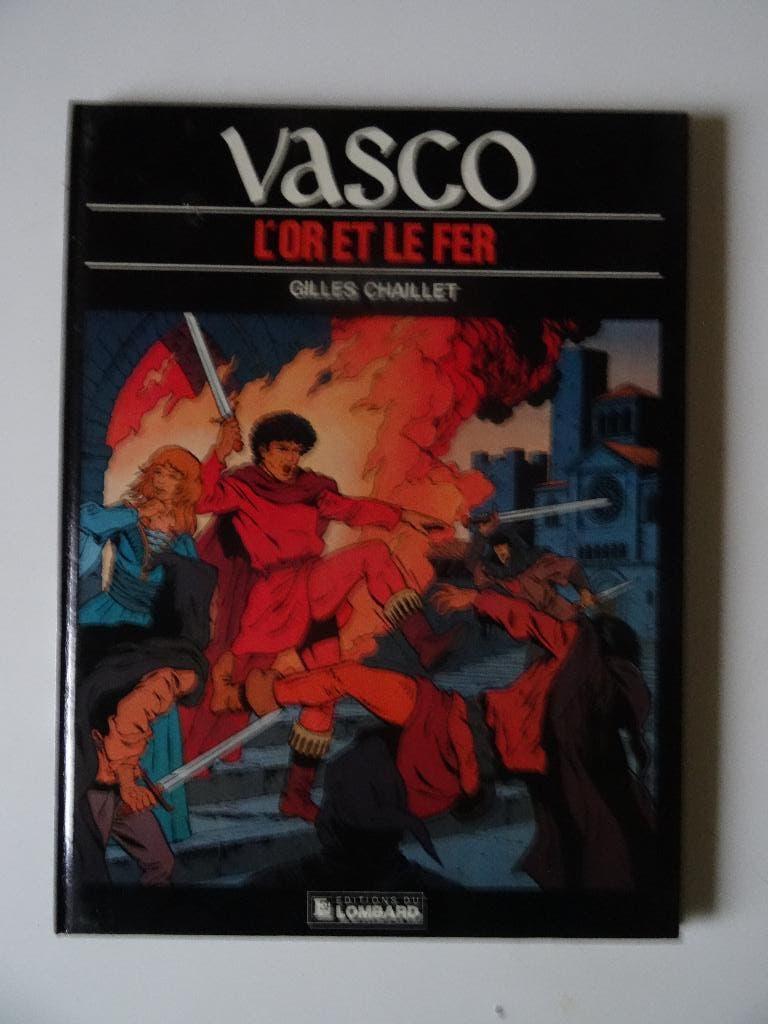 VASCO
L'OR ET LE FER
GILLES CHAILLET
EDITIONS DU
LOMBARD